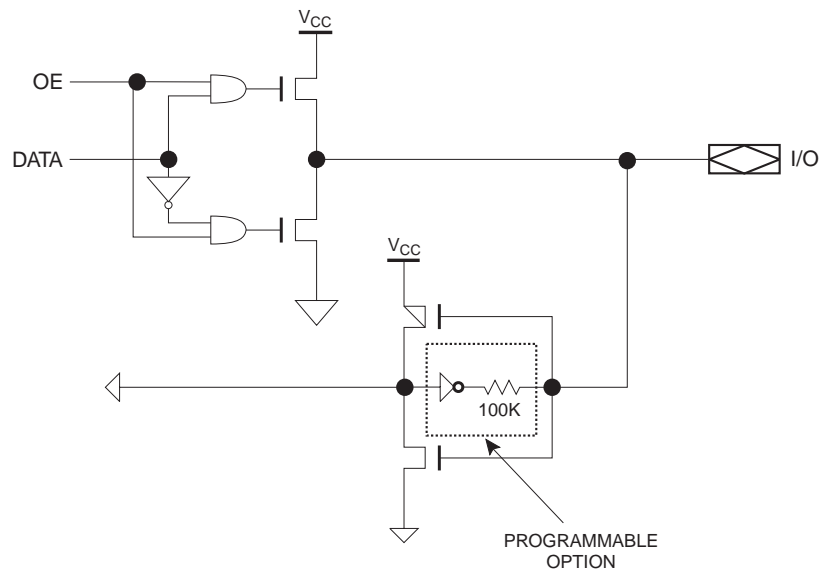 VCC
OE
DATA
I/O
VCC
100K
PROGRAMMABLE
OPTION